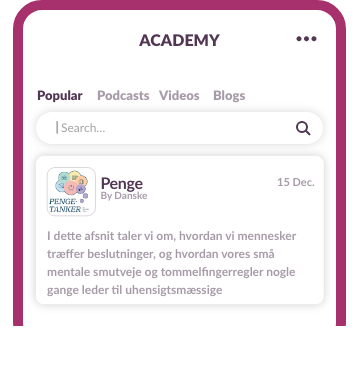 ACADEMY
Popular Podcasts Videos Blogs
Search...
PENGE-
TANKER
Penge
By Danske
15 Dec.
I dette afsnit taler vi om, hvordan vi mennesker
træffer beslutninger, og hvordan vores små
mentale smutveje og tommelfingerregler nogle
gange leder til uhensigtsmæssige